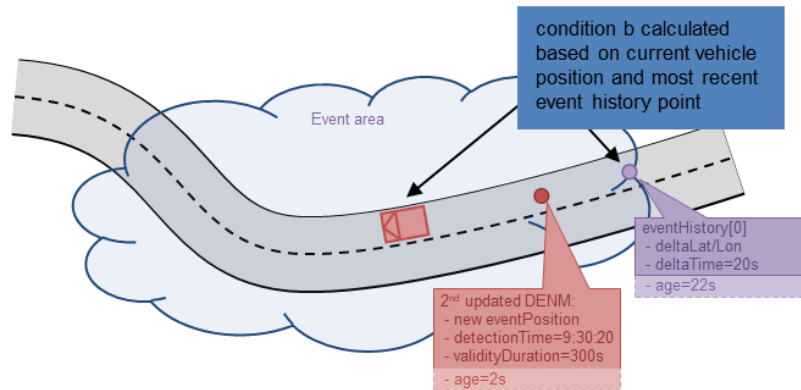 condition b calculated
based on current vehicle
position and most recent
event history point
Event area
eventHistory[0]
- deltaLat/Lon
- deltaTime=20s
- age=22s
2nd updated DENM:
- new eventPosition
- detectionTime=9:30:20
- validityDuration=300s
- age=2s